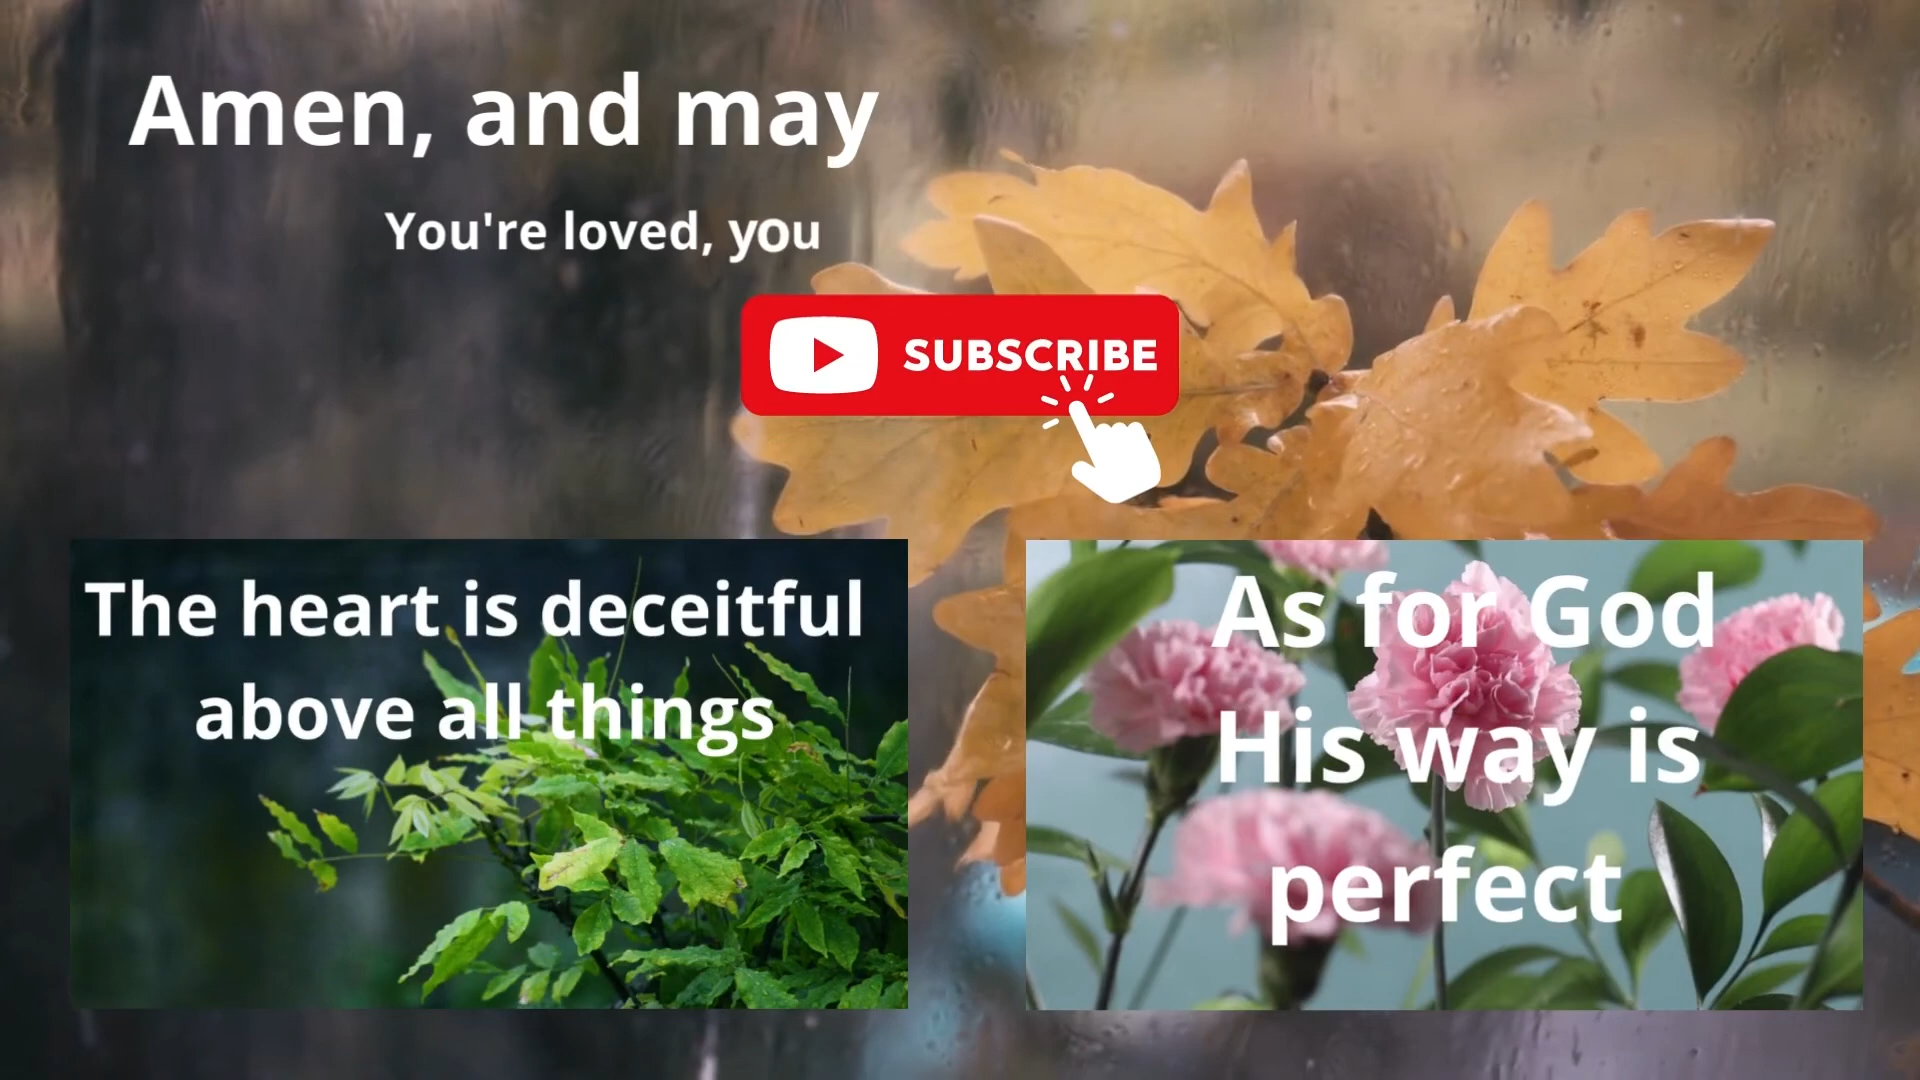 Amen, and may
You're loved, you
SUBSCRIBE
The heart is deceitful
above all things
As for God
His way is
perfect